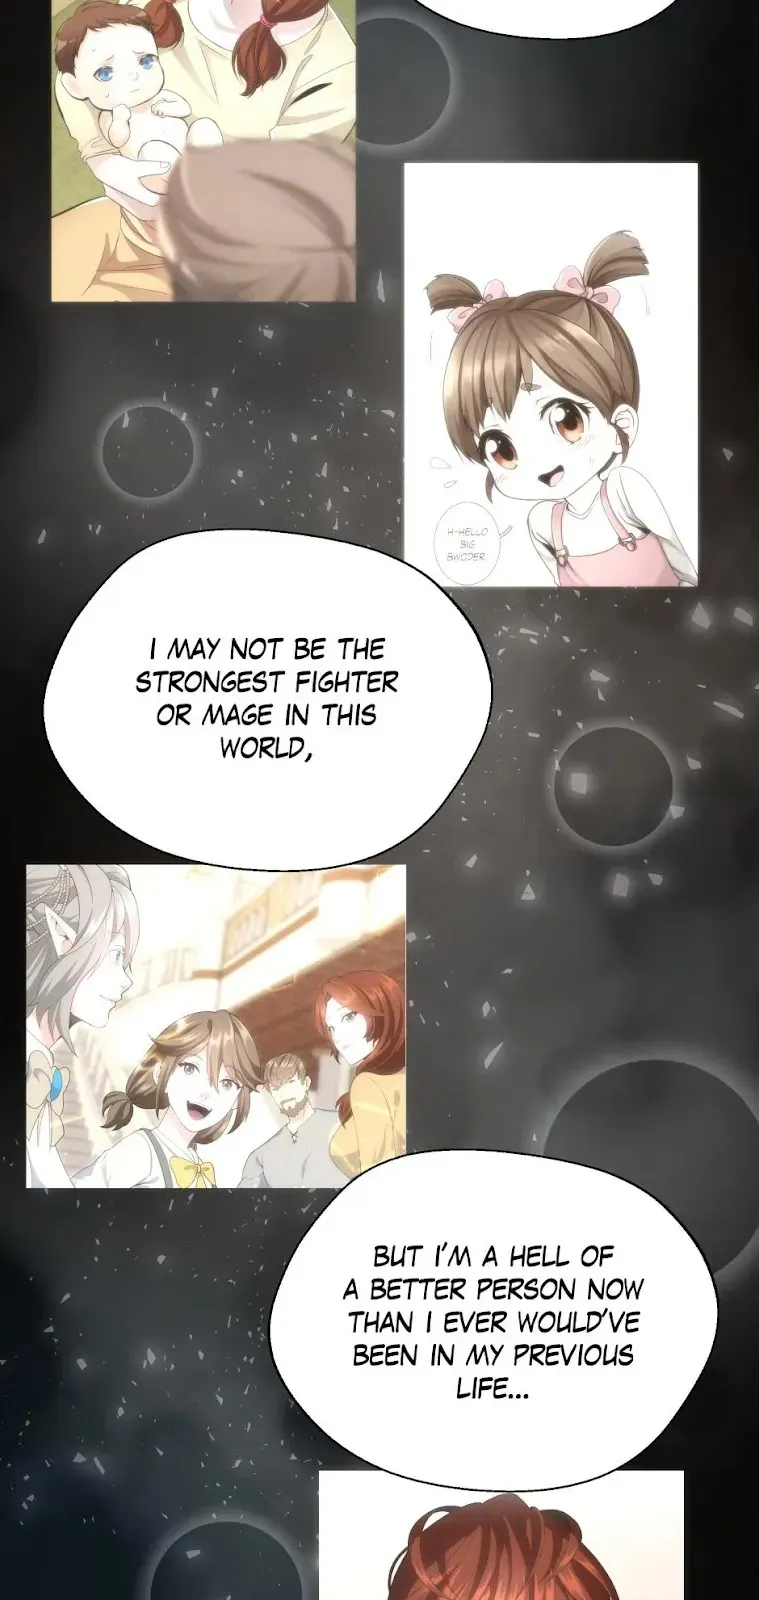 H-HELLO
BIG
BWODER.
I MAY NOT BE THE
STRONGEST FIGHTER
OR MAGE IN THIS
WORLD,
BUT I'M A HELL OF
A BETTER PERSON NOW
THAN I EVER WOULD'VE
BEEN IN MY PREVIOUS
LIFE...